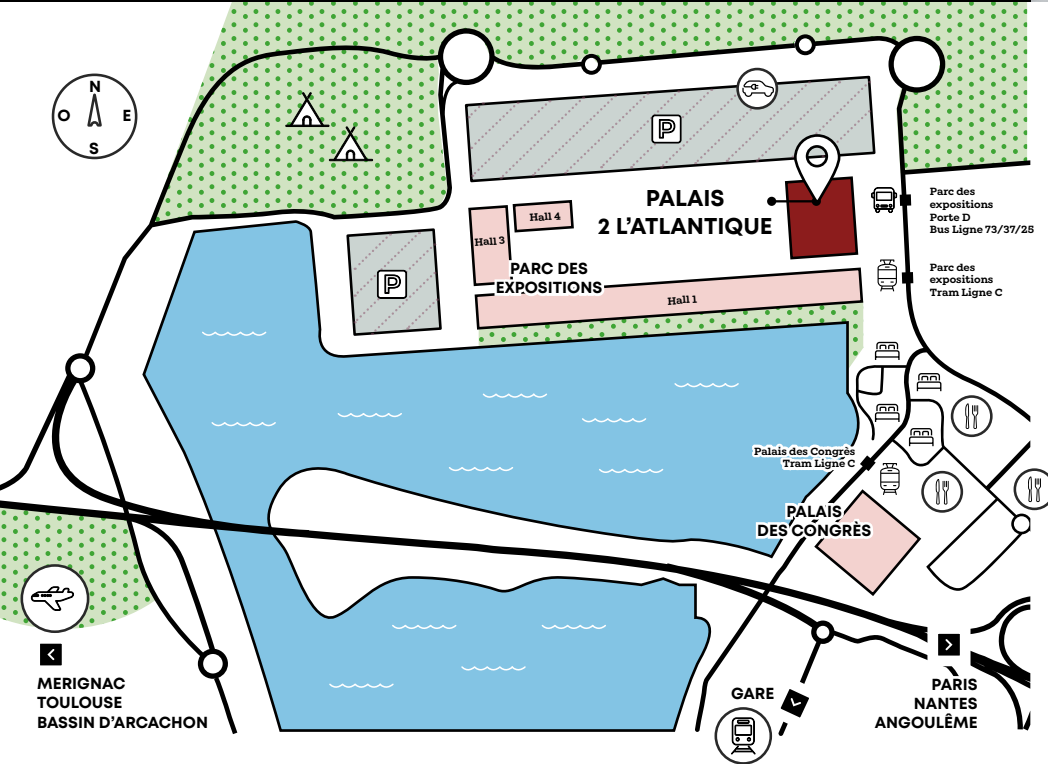 N
O
E
S
P
PALAIS
2 L'ATLANTIQUE
Parc des
expositions
Porte D
Bus Ligne 73/37/25
Hall 4
Hall 3
PARC DES
EXPOSITIONS
Hall 1
P
Parc des
expositions
Tram Ligne C
Palais des Congrès
Tram Ligne C
PALAIS
DES CONGRÈS
MERIGNAC
TOULOUSE
BASSIN D'ARCACHON
GARE
PARIS
NANTES
ANGOULÊME